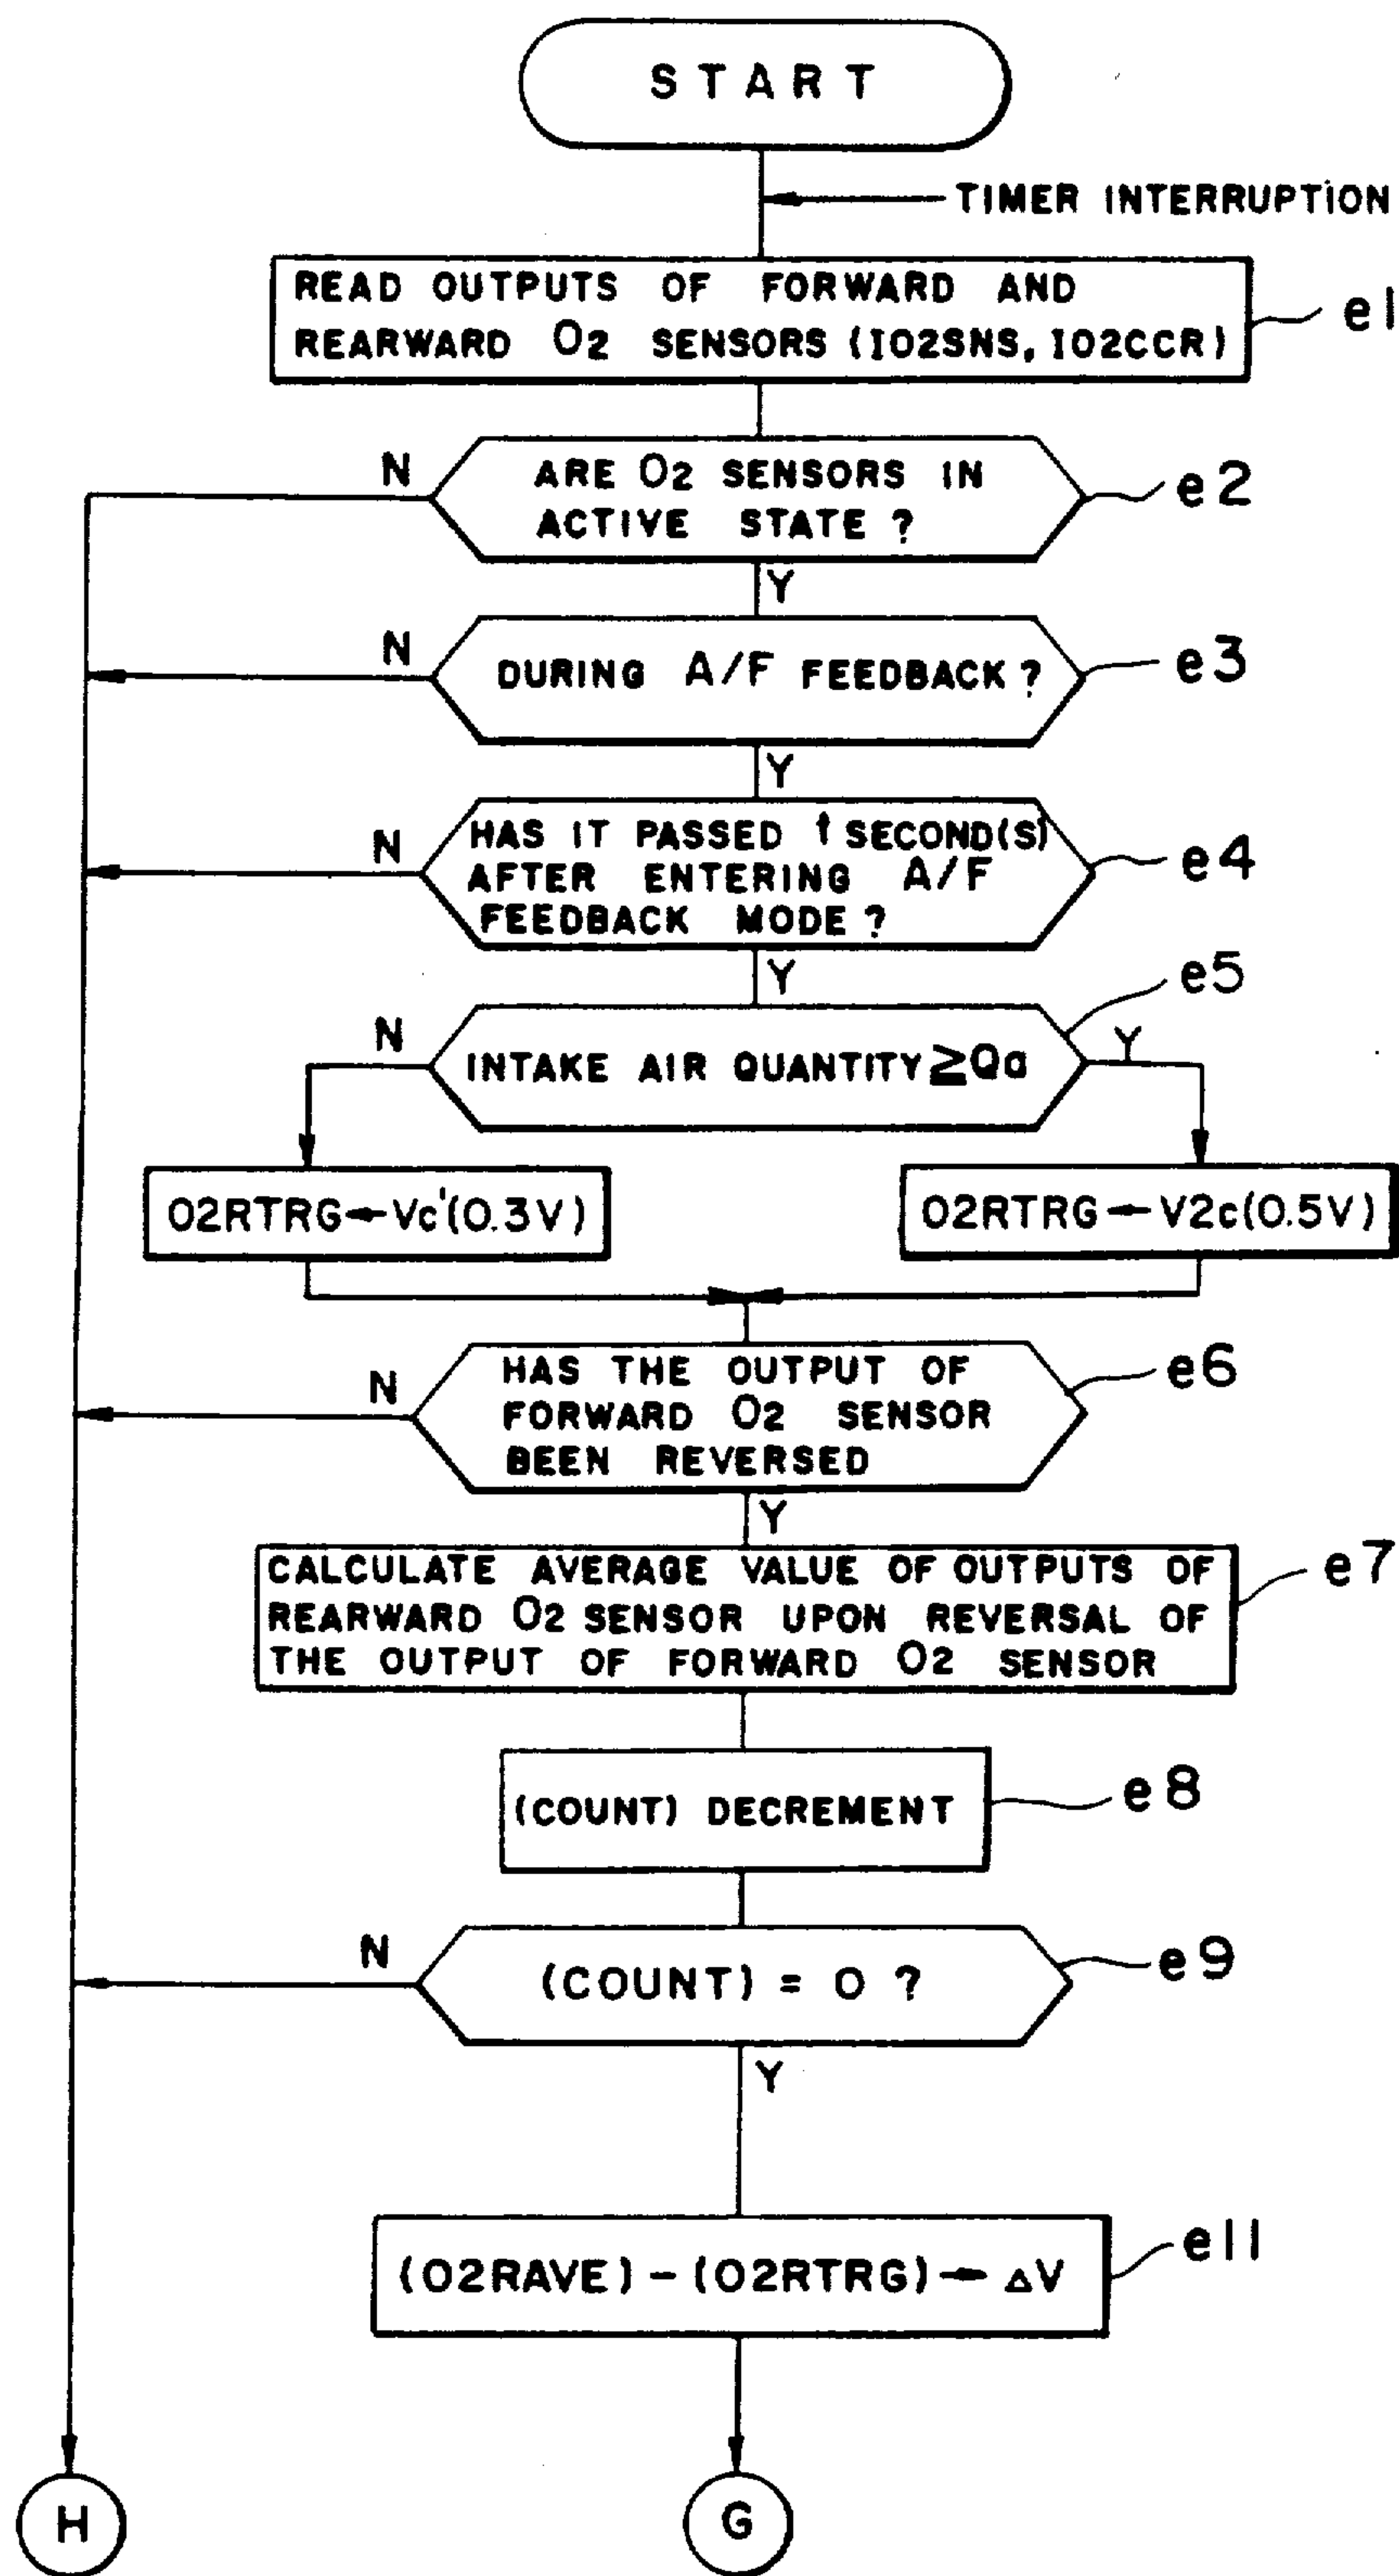 START
TIMER INTERRUPTION
READ OUTPUTS OF FORWARD AND
REARWARD O2 SENSORS (IO2SNS, IO2CCR)
e1
N
ARE O2 SENSORS IN
ACTIVE STATE ?
e2
Y
N
DURING A/F FEEDBACK ?
e3
Y
N
HAS IT PASSED t SECOND(S)
AFTER ENTERING A/F
FEEDBACK MODE ?
e4
Y
e5
N
INTAKE AIR QUANTITY ≧ Qa
Y
O2RTRG ← Vc'(0.3V)
O2RTRG ← V2c(0.5V)
N
HAS THE OUTPUT OF
FORWARD O2 SENSOR
BEEN REVERSED
e6
Y
CALCULATE AVERAGE VALUE OF OUTPUTS OF
REARWARD O2 SENSOR UPON REVERSAL OF
THE OUTPUT OF FORWARD O2 SENSOR
e7
(COUNT) DECREMENT
e8
N
(COUNT) = 0 ?
e9
Y
(O2RAVE) - (O2RTRG) → ΔV
e11
H
G